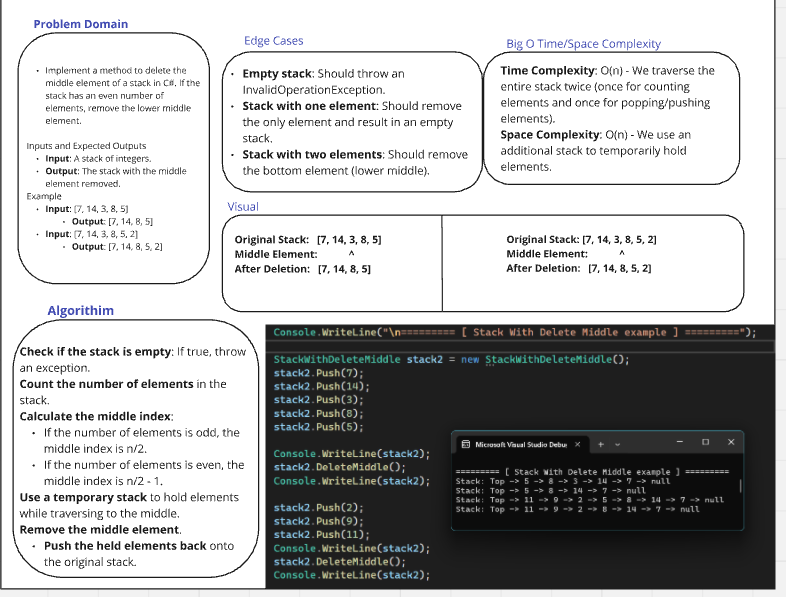 Problem Domain
Implement a method to delete the
middle element of a stack in C#. If the
stack has an even number of
elements, remove the lower middle
element.
Inputs and Expected Outputs
Input: A stack of integers.
Output: The stack with the middle
element removed.
Example
Input: [7, 14, 3, 8, 5]
Output: [7, 14, 8, 5]
Input: [7, 14, 3, 8, 5, 2]
Output: [7, 14, 8, 5, 2]
Edge Cases
Empty stack: Should throw an
InvalidOperationException.
Stack with one element: Should remove
the only element and result in an empty
stack.
Stack with two elements: Should remove
the bottom element (lower middle).
Big O Time/Space Complexity
Time Complexity: O(n) - We traverse the
entire stack twice (once for counting
elements and once for popping/pushing
elements).
Space Complexity: O(n) - We use an
additional stack to temporarily hold
elements.
Visual
Original Stack: [7, 14, 3, 8, 5]
Middle Element: ^
After Deletion: [7, 14, 8, 5]
Original Stack: [7, 14, 3, 8, 5, 2]
Middle Element: ^
After Deletion: [7, 14, 8, 5, 2]
Algorithim
Check if the stack is empty: If true, throw
an exception.
Count the number of elements in the
stack.
Calculate the middle index:
If the number of elements is odd, the
middle index is n/2.
If the number of elements is even, the
middle index is n/2 - 1.
Use a temporary stack to hold elements
while traversing to the middle.
Remove the middle element.
Push the held elements back onto
the original stack.
Console.WriteLine("\n========= [ Stack With Delete Middle example ] =========");
StackWithDeleteMiddle stack2 = new StackWithDeleteMiddle();
stack2.Push(7);
stack2.Push(14);
stack2.Push(3);
stack2.Push(8);
stack2.Push(5);
Console.WriteLine(stack2);
stack2.DeleteMiddle();
Console.WriteLine(stack2);
stack2.Push(2);
stack2.Push(9);
stack2.Push(11);
Console.WriteLine(stack2);
stack2.DeleteMiddle();
Console.WriteLine(stack2);
Microsoft Visual Studio Debu
========= [ Stack With Delete Middle example ] =========
Stack: Top -> 5 -> 8 -> 3 -> 14 -> 7 -> null
Stack: Top -> 5 -> 8 -> 14 -> 7 -> null
Stack: Top -> 11 -> 9 -> 2 -> 5 -> 8 -> 14 -> 7 -> null
Stack: Top -> 11 -> 9 -> 2 -> 8 -> 14 -> 7 -> null